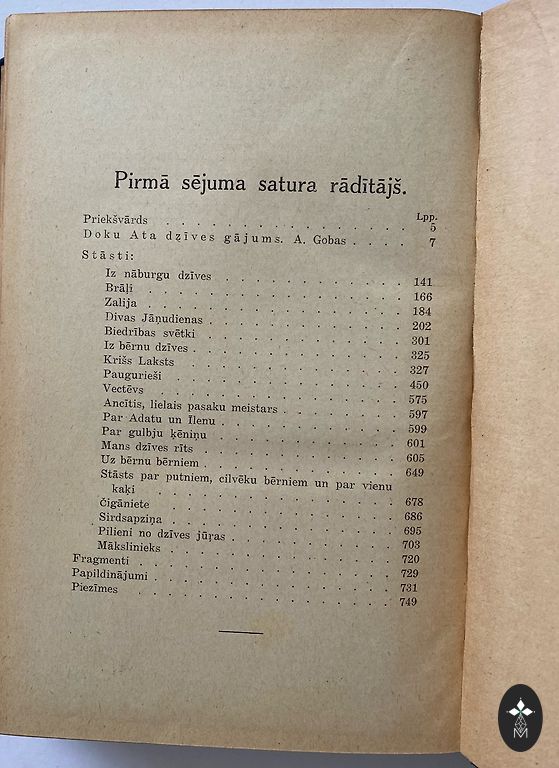 Pirmā sējuma satura rādītājs.
Lpp.
Priekšvārds . . . . . . . . . . . . 5
Doku Ata dzīves gājums. A. Gobas . . . . 7
Stāsti:
Iz nāburgu dzīves . . . . . . . . . . 141
Brāļi . . . . . . . . . . . . 166
Zalija . . . . . . . . . . . . 184
Divas Jāņudienas . . . . . . . . . . 202
Biedrības svētki . . . . . . . . . . 301
Iz bērnu dzīves . . . . . . . . . . 325
Krišs Laksts . . . . . . . . . . 327
Paugurieši . . . . . . . . . . 450
Vectēvs . . . . . . . . . . 575
Ancītis, lielais pasaku meistars . . . . . . 597
Par Adatu un Īlenu . . . . . . . . . 599
Par gulbju ķēniņu . . . . . . . . . 601
Mans dzīves rīts . . . . . . . . . 605
Uz bērnu bērniem . . . . . . . . . 649
Stāsts par putniem, cilvēku bērniem un par vienu
kaķi . . . . . . . . . . . . 678
Čigāniete . . . . . . . . . . . 686
Sirdsapziņa . . . . . . . . . . . 695
Pilieni no dzīves jūras . . . . . . . . 703
Mākslinieks . . . . . . . . . . . 720
Fragmenti . . . . . . . . . . . . 729
Papildinājumi . . . . . . . . . . . 731
Piezīmes . . . . . . . . . . . . 749
M